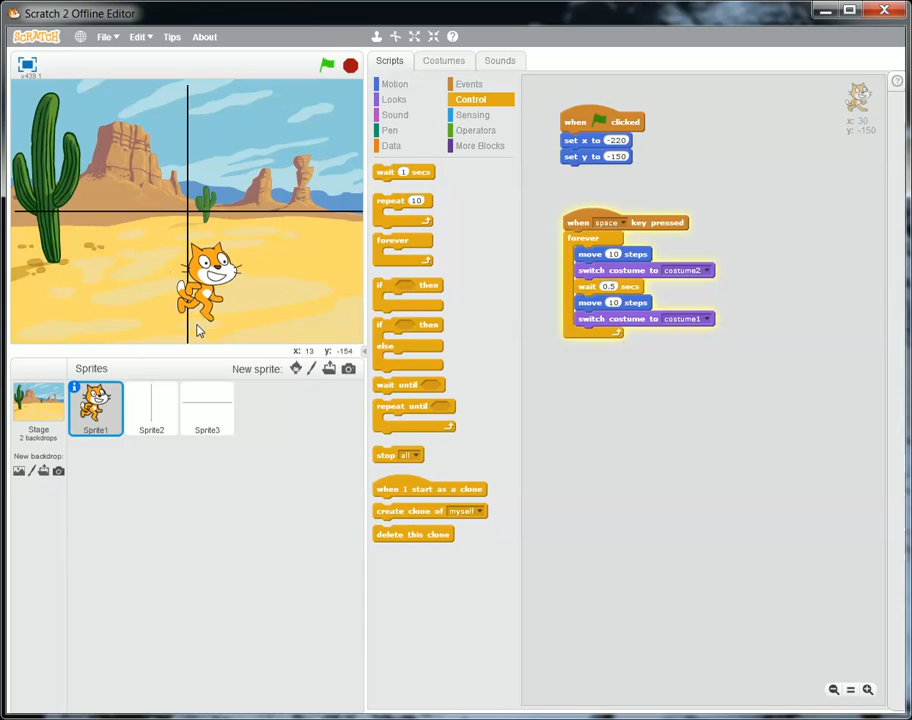 Scratch 2 Offline Editor
SCRATCH File Edit Tips About
v439.1
Scripts Costumes Sounds
Motion Events
Looks Control
Sound Sensing
Pen Operators
Data More Blocks
wait 1 secs
repeat 10
forever
if then
if then
else
wait until
repeat until
stop all
when I start as a clone
create clone of myself
delete this clone
when clicked
set x to -220
set y to -150
x: 30
y: -150
when space key pressed
forever
move 10 steps
switch costume to costume2
wait 0.5 secs
move 10 steps
switch costume to costume1
x: 13 y: -154
Sprites New sprite:
Stage
2 backdrops
Sprite1 Sprite2 Sprite3
New backdrop: